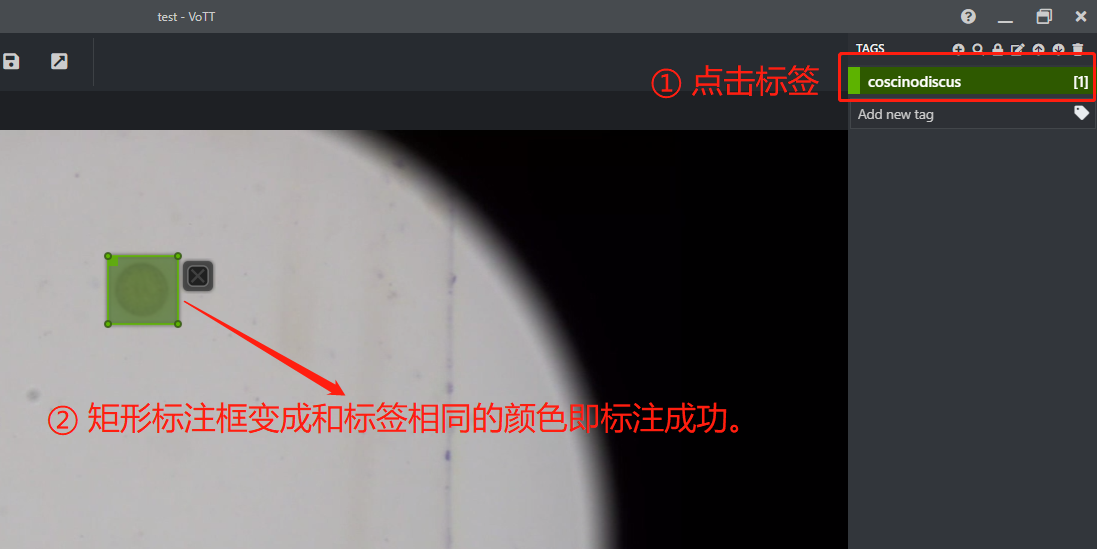 test - VoTT
TAGS
① 点击标签
coscinodiscus [1]
Add new tag
② 矩形标注框变成和标签相同的颜色即标注成功。